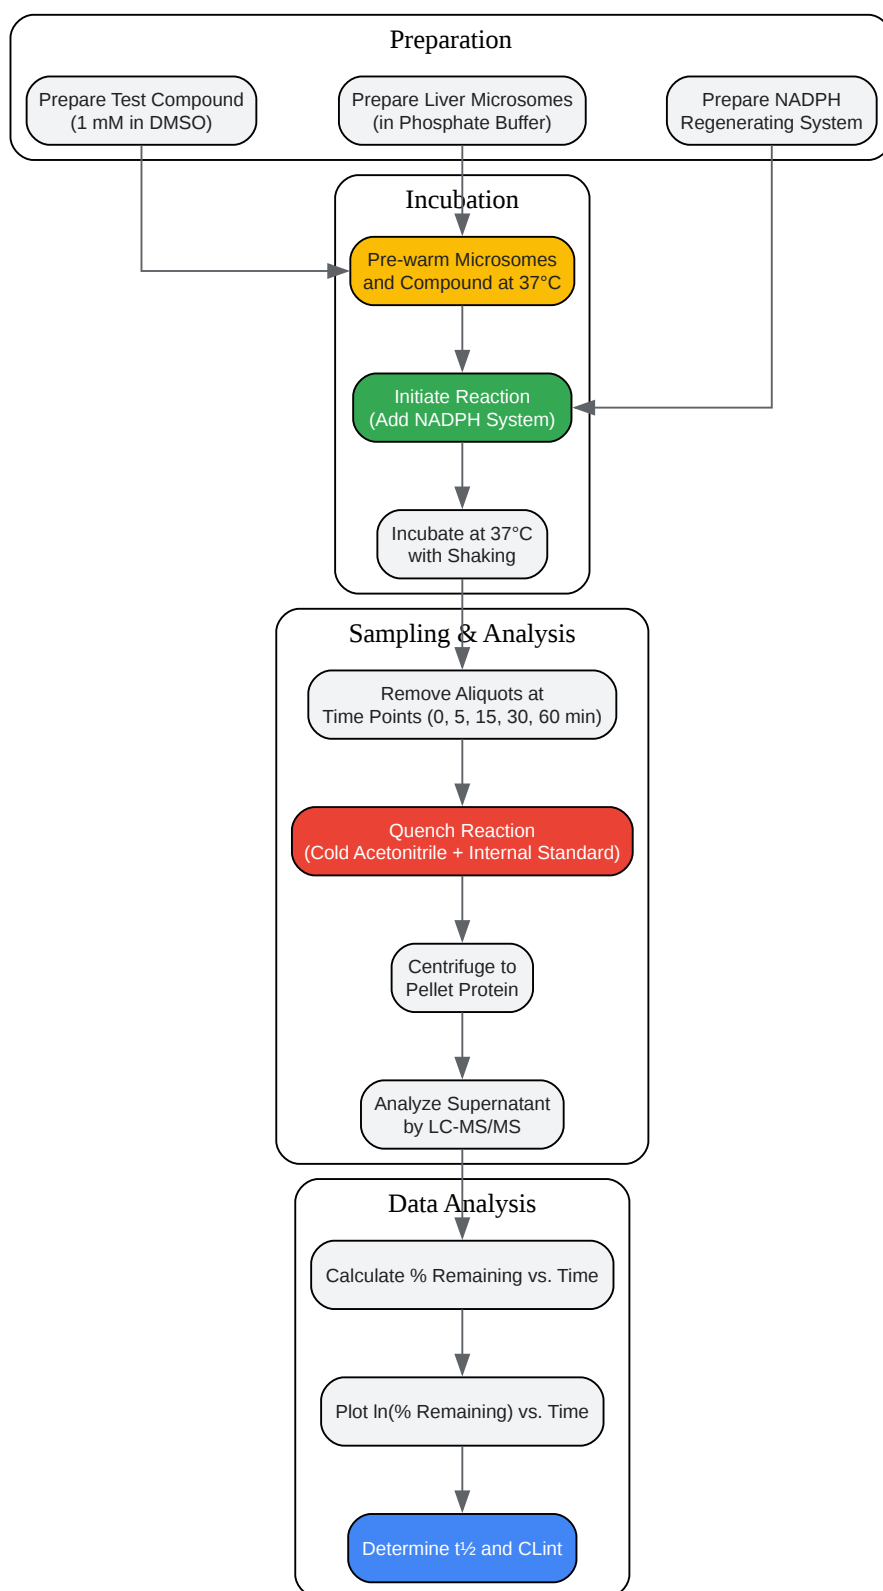 Preparation
Prepare Test Compound
(1 mM in DMSO)
Prepare Liver Microsomes
(in Phosphate Buffer)
Prepare NADPH
Regenerating System
Incubation
Pre-warm Microsomes
and Compound at 37°C
Initiate Reaction
(Add NADPH System)
Incubate at 37°C
with Shaking
Sampling & Analysis
Remove Aliquots at
Time Points (0, 5, 15, 30, 60 min)
Quench Reaction
(Cold Acetonitrile + Internal Standard)
Centrifuge to
Pellet Protein
Analyze Supernatant
by LC-MS/MS
Data Analysis
Calculate % Remaining vs. Time
Plot ln(% Remaining) vs. Time
Determine t½ and CLint